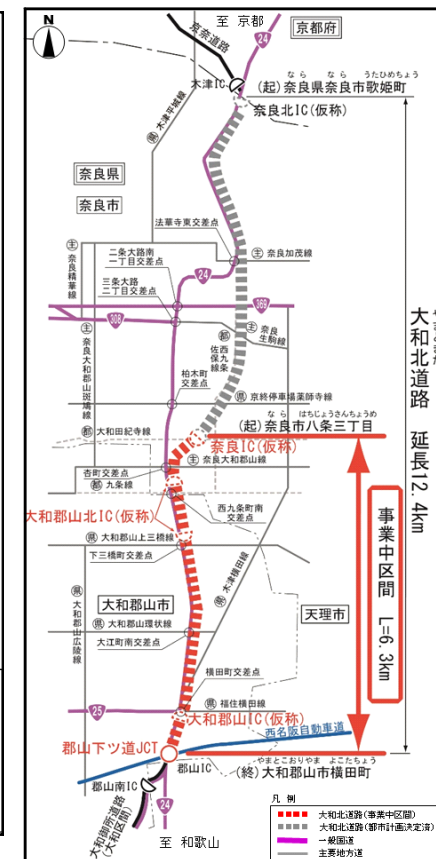 至 京都
京都府
24
京奈道路
N
木津IC
なら なら うたひめちょう
(起)奈良県奈良市歌姫町
奈良北IC(仮称)
県 木津平城線
奈良県
奈良市
法華寺東交差点
主 奈良加茂線
二条大路南
一丁目交差点
24
主 奈良精華線
三条大路
二丁目交差点
369
308
主 奈良生駒線
都 佐保西九条線
主 奈良大和郡山斑鳩線
柏木町
交差点
県 京終停車場薬師寺線
なら はちじょうさんちょうめ
(起)奈良市八条三丁目
都 大和田紀寺線
奈良IC(仮称)
主 奈良大和郡山線
杏町交差点
都 九条線
大和郡山北IC(仮称)
西九条町南
交差点
県 大和郡山上三橋線
下三橋町交差点
県 木津横田線
大和郡山市
天理市
県 大和郡山環状線
県 大和郡山広陵線
大江町南交差点
横田町交差点
県 福住横田線
25
大和郡山IC(仮称)
西名阪自動車道
郡山下ツ道JCT
やまとこおりやま よこたちょう
(終)大和郡山市横田町
郡山IC
郡山南IC
大和御所道路
(大和区間)
24
至 和歌山
大和北道路 延長12.4km
事業中区間 L=6.3km
凡 例
大和北道路(事業中区間)
大和北道路(都市計画決定済)
一般国道
主要地方道